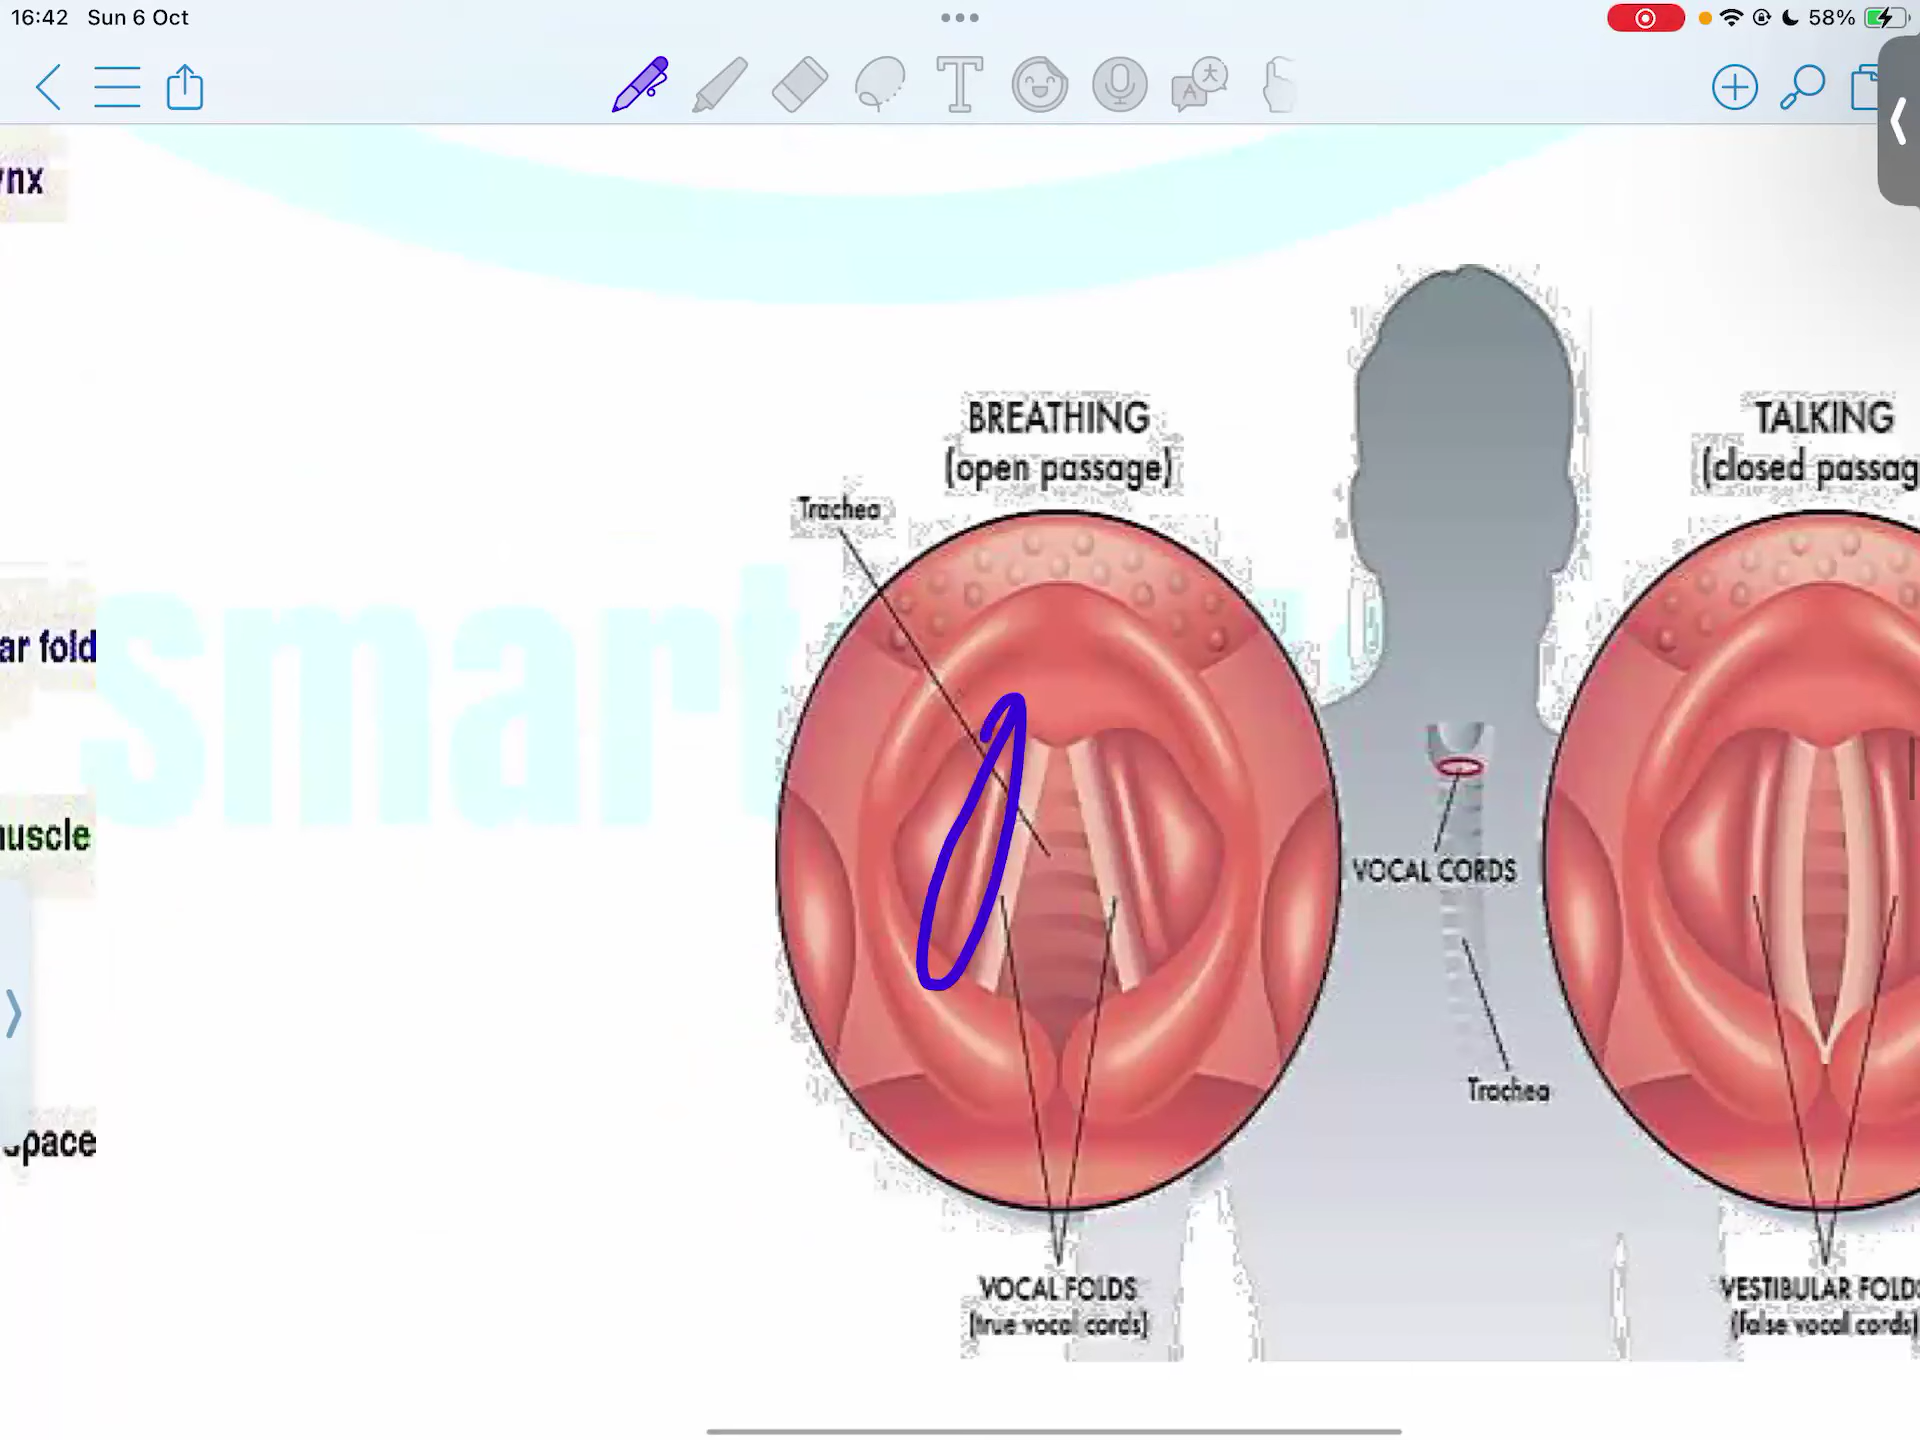 16:42 Sun 6 Oct
58%
ynx
BREATHING
(open passage)
TALKING
(closed passag
Trachea
ar fold
smart
uscle
VOCAL CORDS
Trachea
space
VOCAL FOLDS
(true vocal cords)
VESTIBULAR FOLD
(false vocal cords)